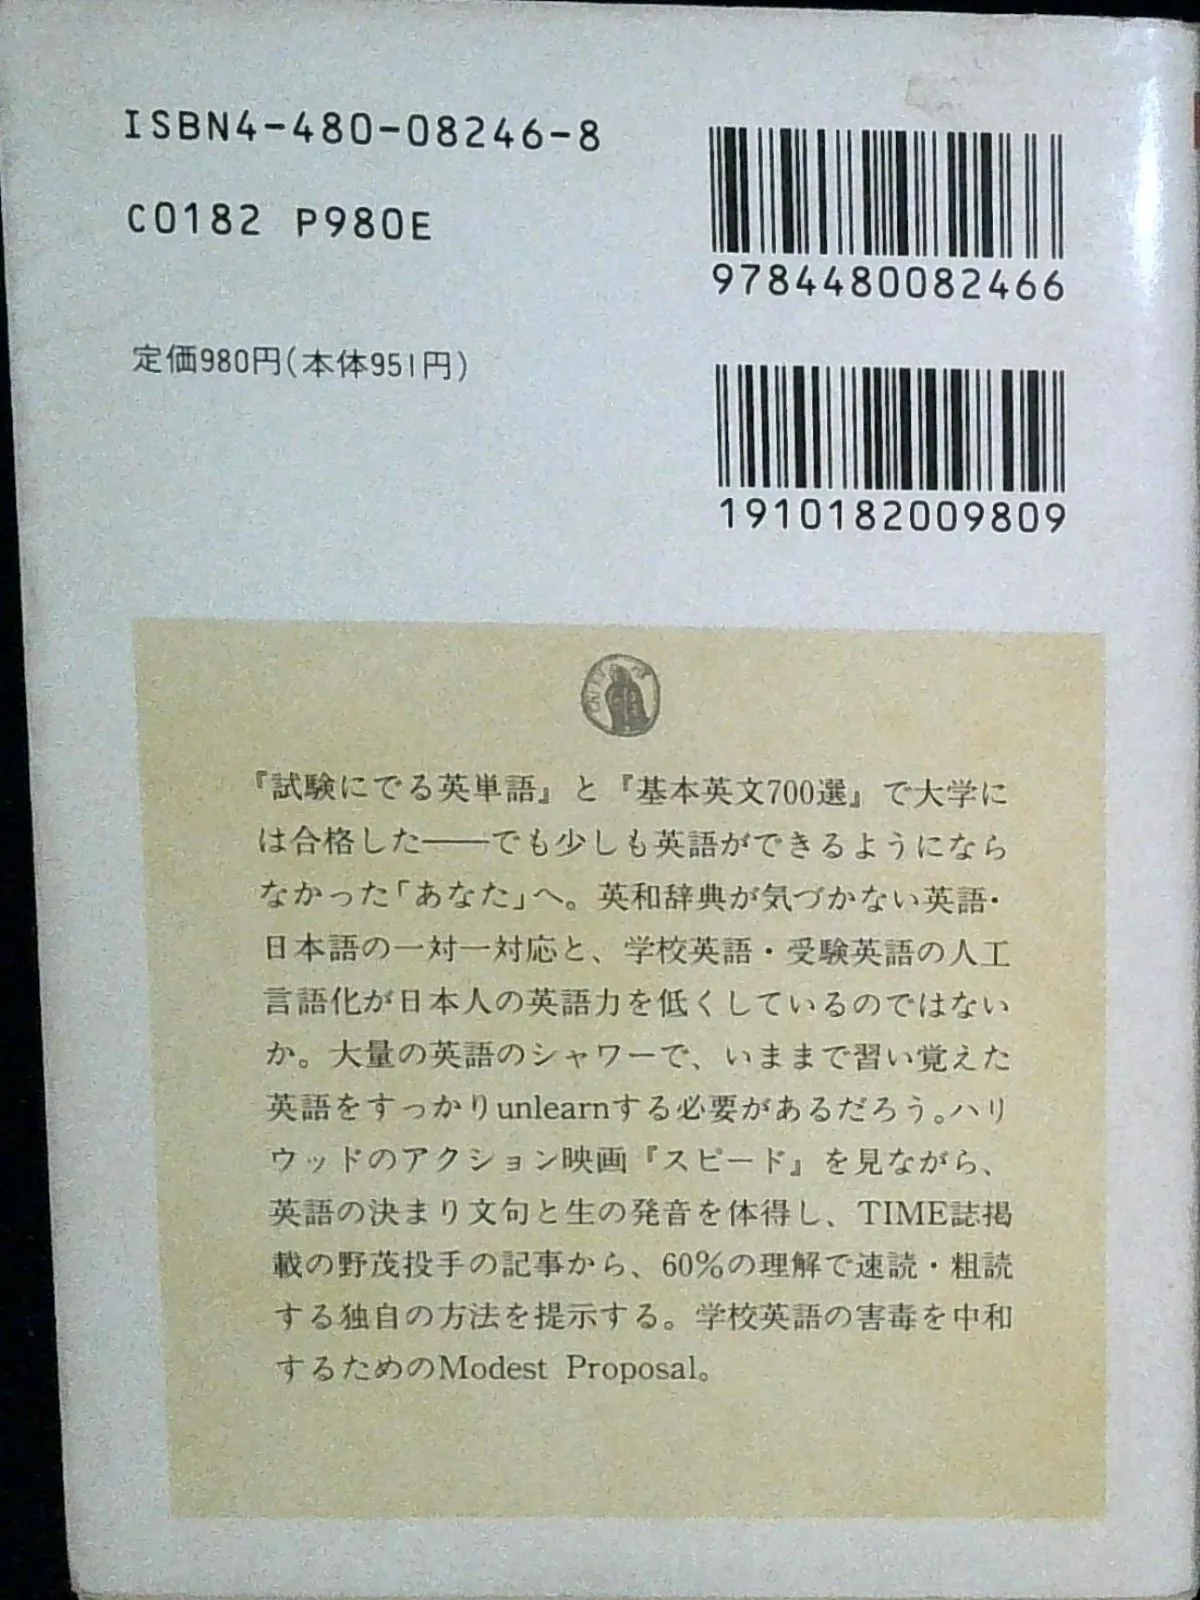 ISBN4-480-08246-8
C0182 P980E
定価980円(本体951円)
9784480082466
1910182009809
『試験にでる英単語』と『基本英文700選』で大学に
は合格した――でも少しも英語ができるようになら
なかった「あなた」へ。英和辞典が気づかない英語・
日本語の一対一対応と、学校英語・受験英語の人工
言語化が日本人の英語力を低くしているのではない
か。大量の英語のシャワーで、いままで習い覚えた
英語をすっかりunlearnする必要があるだろう。ハリ
ウッドのアクション映画『スピード』を見ながら、
英語の決まり文句と生の発音を体得し、TIME誌掲
載の野茂投手の記事から、60%の理解で速読・粗読
する独自の方法を提示する。学校英語の害毒を中和
するためのModest Proposal。